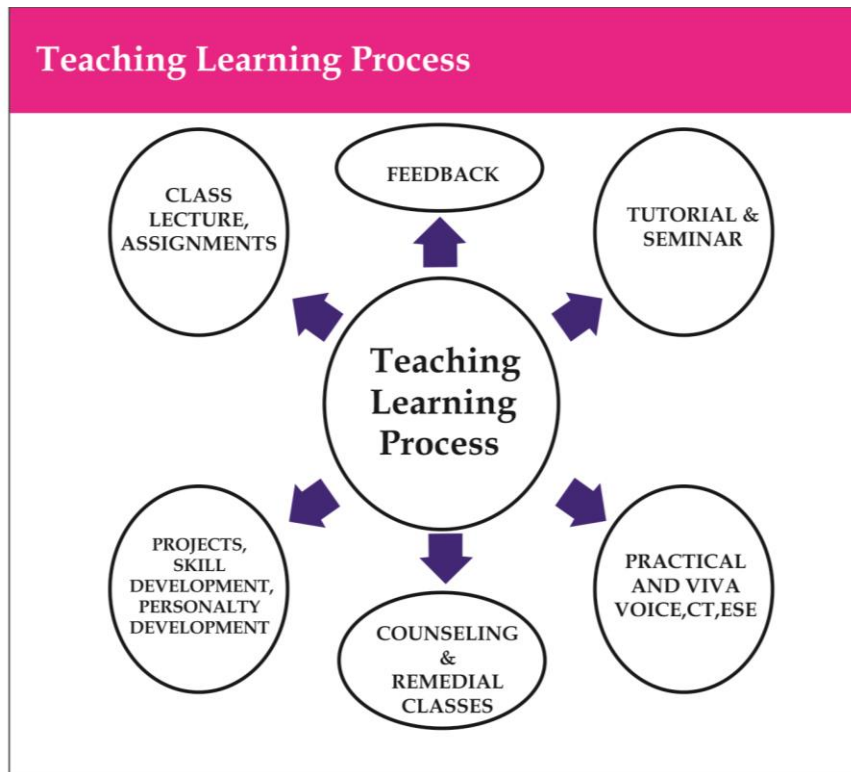 Teaching Learning Process
CLASS
LECTURE,
ASSIGNMENTS
FEEDBACK
TUTORIAL &
SEMINAR
Teaching
Learning
Process
PROJECTS,
SKILL
DEVELOPMENT,
PERSONALTY
DEVELOPMENT
COUNSELING
&
REMEDIAL
CLASSES
PRACTICAL
AND VIVA
VOICE,CT,ESE